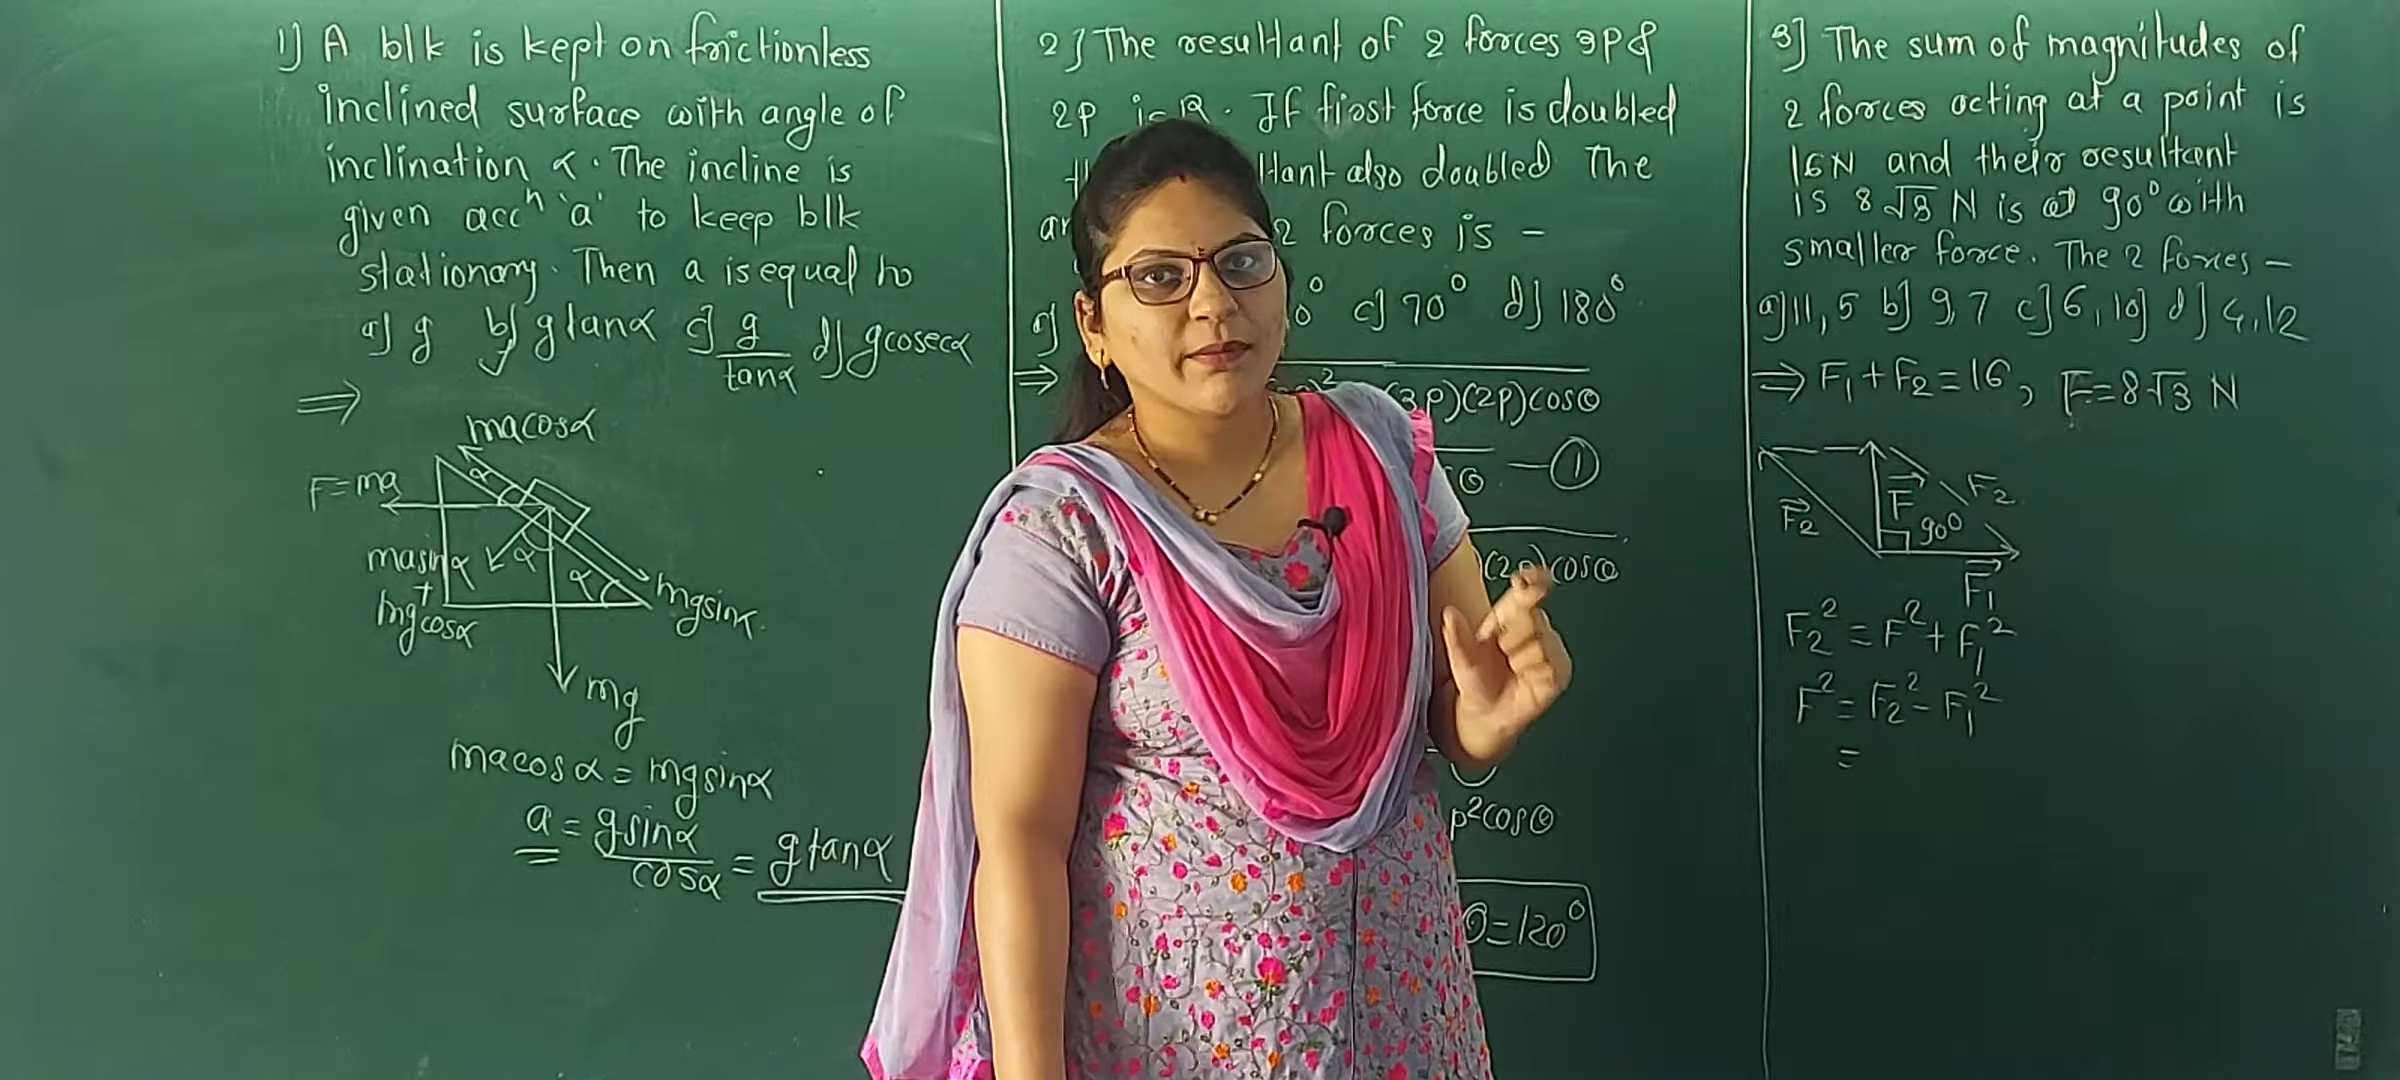 1] A blk is kept on frictionless
inclined surface with angle of
inclination α. The incline is
given accⁿ 'a' to keep blk
stationary. Then a is equal to
a] g b] g tanα c] g/tanα d] g cosecα
⇒
macosα
F=ma
α
masinα
+
mgcosα
α
α
mgsinα.
mg
macosα = mgsinα
a = gsinα/cosα = gtanα
2] The resultant of 2 forces 3P &
2P is R. If first force is doubled
also doubled The
2 forces is -
a] 0° c] 70° d] 180°
⇒ (3P)(2P)cosθ
θ - ①
cosθ
p²cosθ
θ=120°
3] The sum of magnitudes of
2 forces acting at a point is
16N and their resultant
is 8√3 N is at 90° with
smaller force. The 2 forces -
a] 11, 5 b] 9, 7 c] 6, 10] d] 4, 12
⇒ F₁ + F₂ = 16, F = 8√3 N
F₂
F
F₂
90°
F₁
F₂² = F² + F₁²
F² = F₂² - F₁²
=